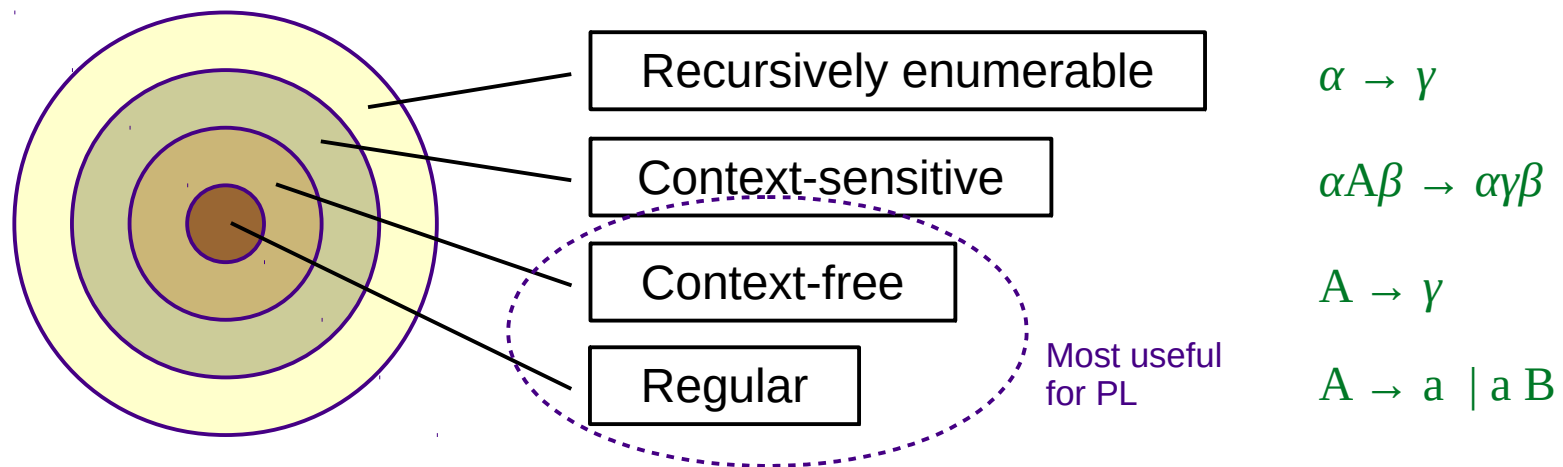 Recursively enumerable α → γ
Context-sensitive αAβ → αγβ
Context-free A → γ
Most useful
for PL
Regular A → a | a B